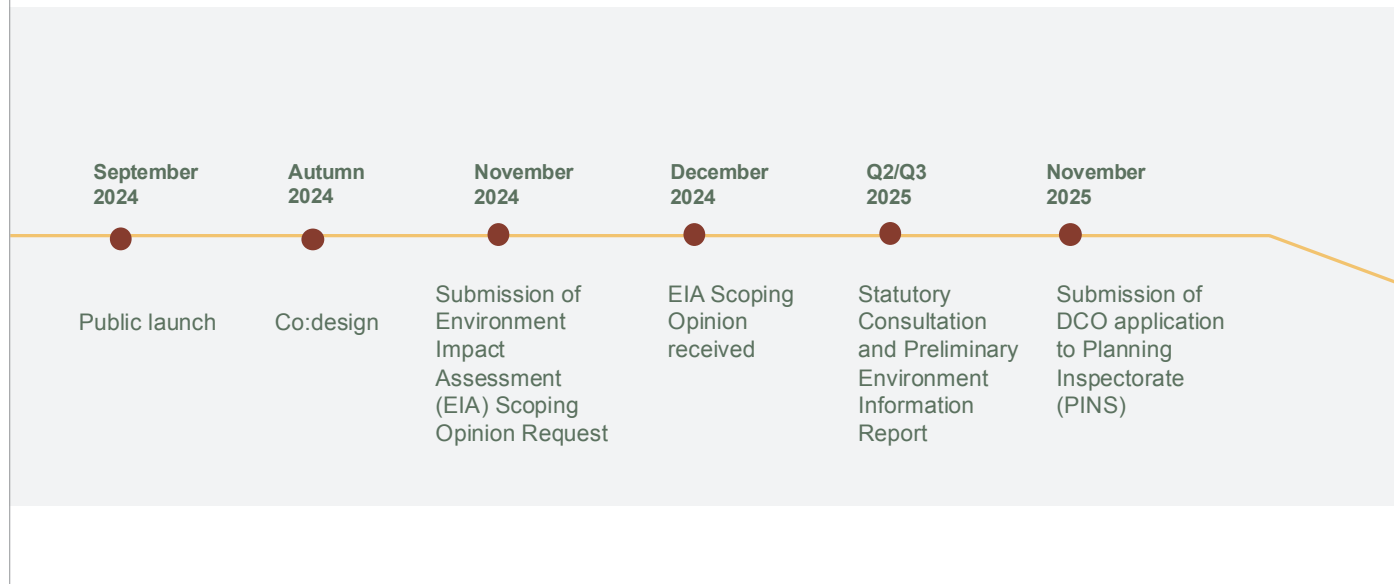 September
2024
Public launch
Autumn
2024
Co:design
November
2024
Submission of
Environment
Impact
Assessment
(EIA) Scoping
Opinion Request
December
2024
EIA Scoping
Opinion
received
Q2/Q3
2025
Statutory
Consultation
and Preliminary
Environment
Information
Report
November
2025
Submission of
DCO application
to Planning
Inspectorate
(PINS)